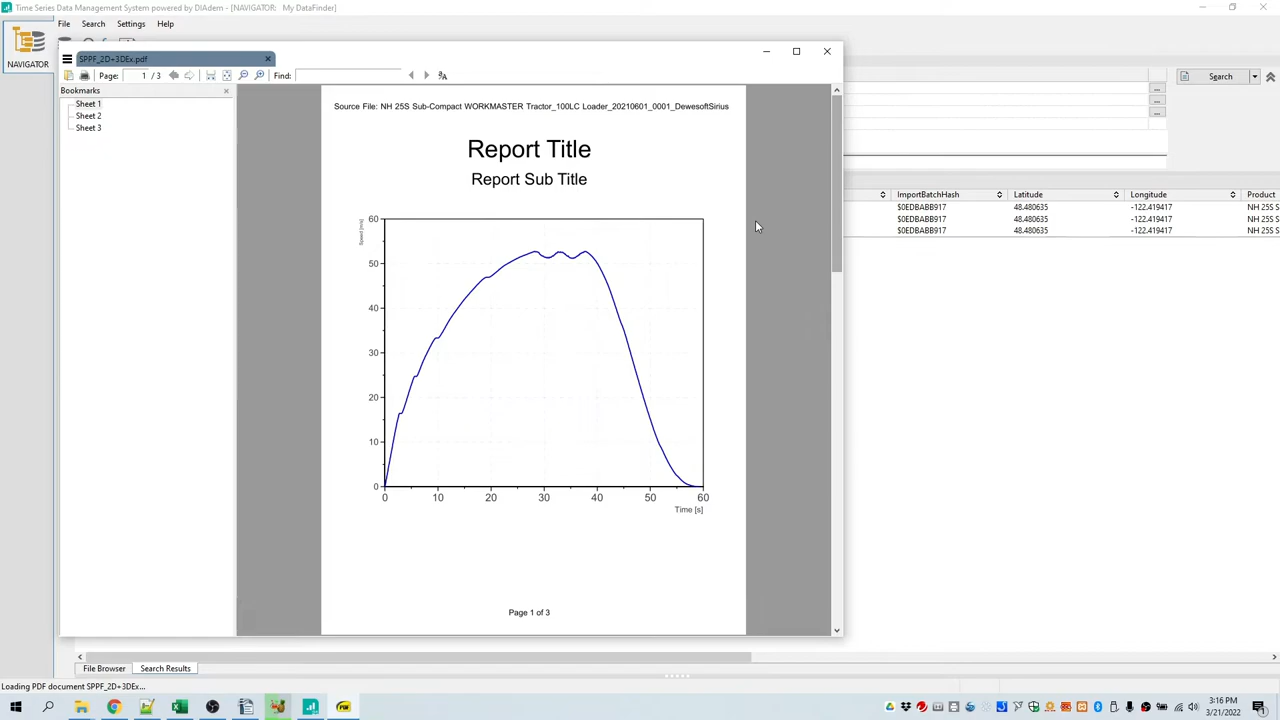 Time Series Data Management System powered by DIAdem - [NAVIGATOR:   My DataFinder]
File Search Settings Help
NAVIGATOR
SPPF_2D+3DEx.pdf
Page: 1 / 3 Find:
Bookmarks
Sheet 1
Sheet 2
Sheet 3
Source File: NH 25S Sub-Compact WORKMASTER Tractor_100LC Loader_20210601_0001_DewesoftSirius
Report Title
Report Sub Title
Speed [m/s]
60
50
40
30
20
10
0
0 10 20 30 40 50 60
Time [s]
Page 1 of 3
Search
ImportBatchHash Latitude Longitude Product
$0EDBABB917 48.480635 -122.419417 NH 25S S
$0EDBABB917 48.480635 -122.419417 NH 25S S
$0EDBABB917 48.480635 -122.419417 NH 25S S
File Browser Search Results
Loading PDF document SPPF_2D+3DEx...
3:16 PM
3/21/2022